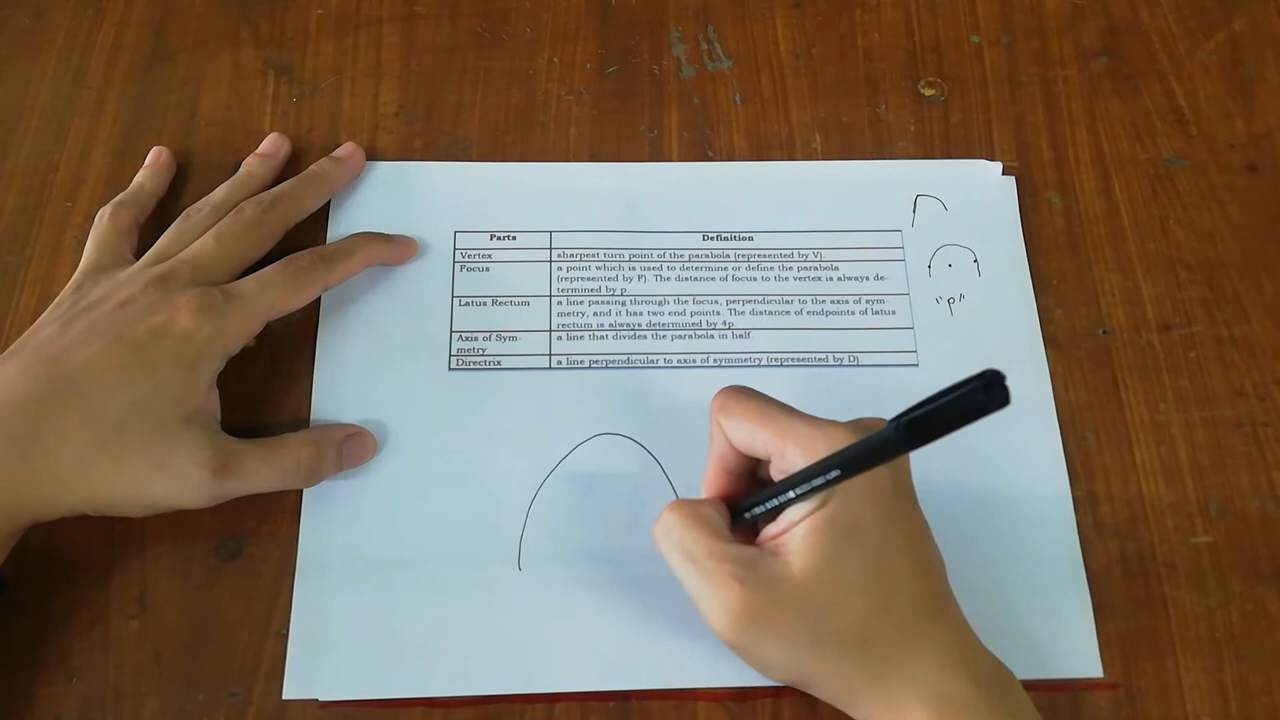 Parts Definition
Vertex sharpest turn point of the parabola (represented by V).
Focus a point which is used to determine or define the parabola
(represented by F). The distance of focus to the vertex is always de-
termined by p.
Latus Rectum a line passing through the focus, perpendicular to the axis of sym-
metry, and it has two end points. The distance of endpoints of latus
rectum is always determined by 4p.
Axis of Sym- a line that divides the parabola in half.
metry
Directrix a line perpendicular to axis of symmetry (represented by D).
"p"